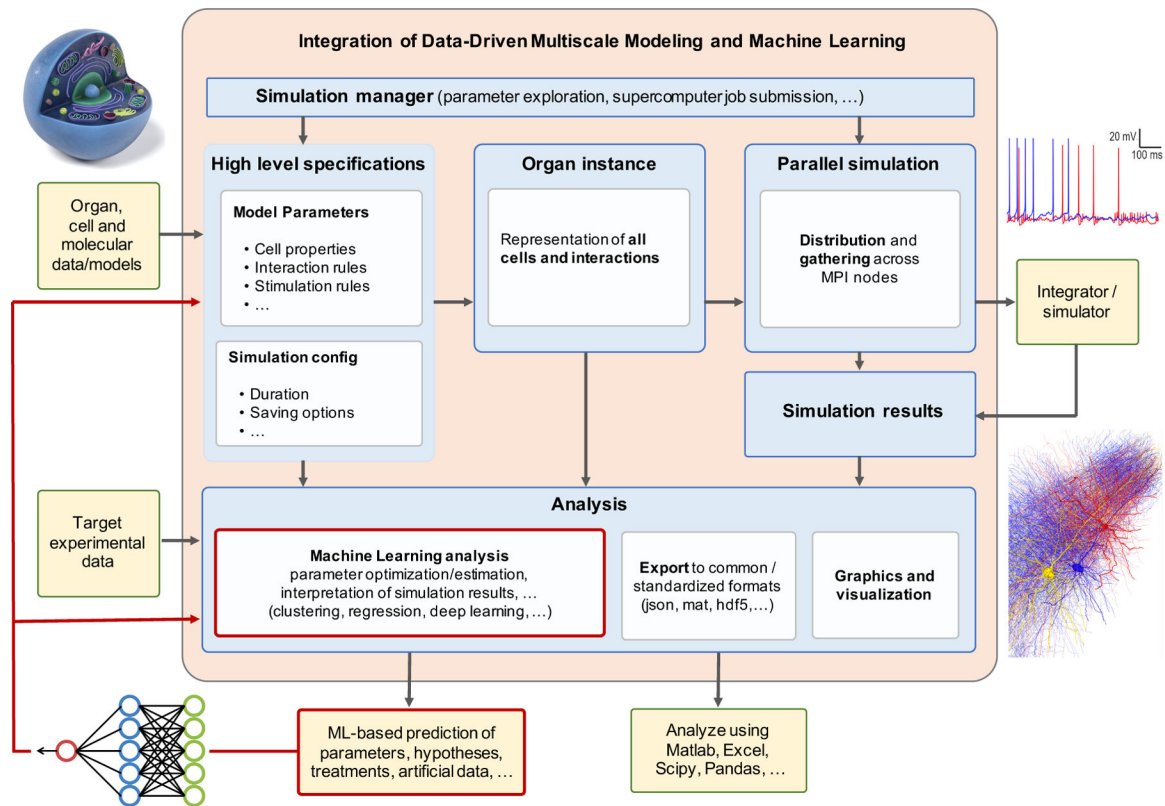 Integration of Data-Driven Multiscale Modeling and Machine Learning
Simulation manager (parameter exploration, supercomputer job submission, …)
High level specifications
Model Parameters
• Cell properties
• Interaction rules
• Stimulation rules
• …
Simulation config
• Duration
• Saving options
• …
Organ instance
Representation of all
cells and interactions
Parallel simulation
Distribution and
gathering across
MPI nodes
20 mV
100 ms
Organ,
cell and
molecular
data/models
Integrator /
simulator
Simulation results
Target
experimental
data
Analysis
Machine Learning analysis
parameter optimization/estimation,
interpretation of simulation results, …
(clustering, regression, deep learning, …)
Export to common /
standardized formats
(json, mat, hdf5,…)
Graphics and
visualization
ML-based prediction of
parameters, hypotheses,
treatments, artificial data, …
Analyze using
Matlab, Excel,
Scipy, Pandas, …